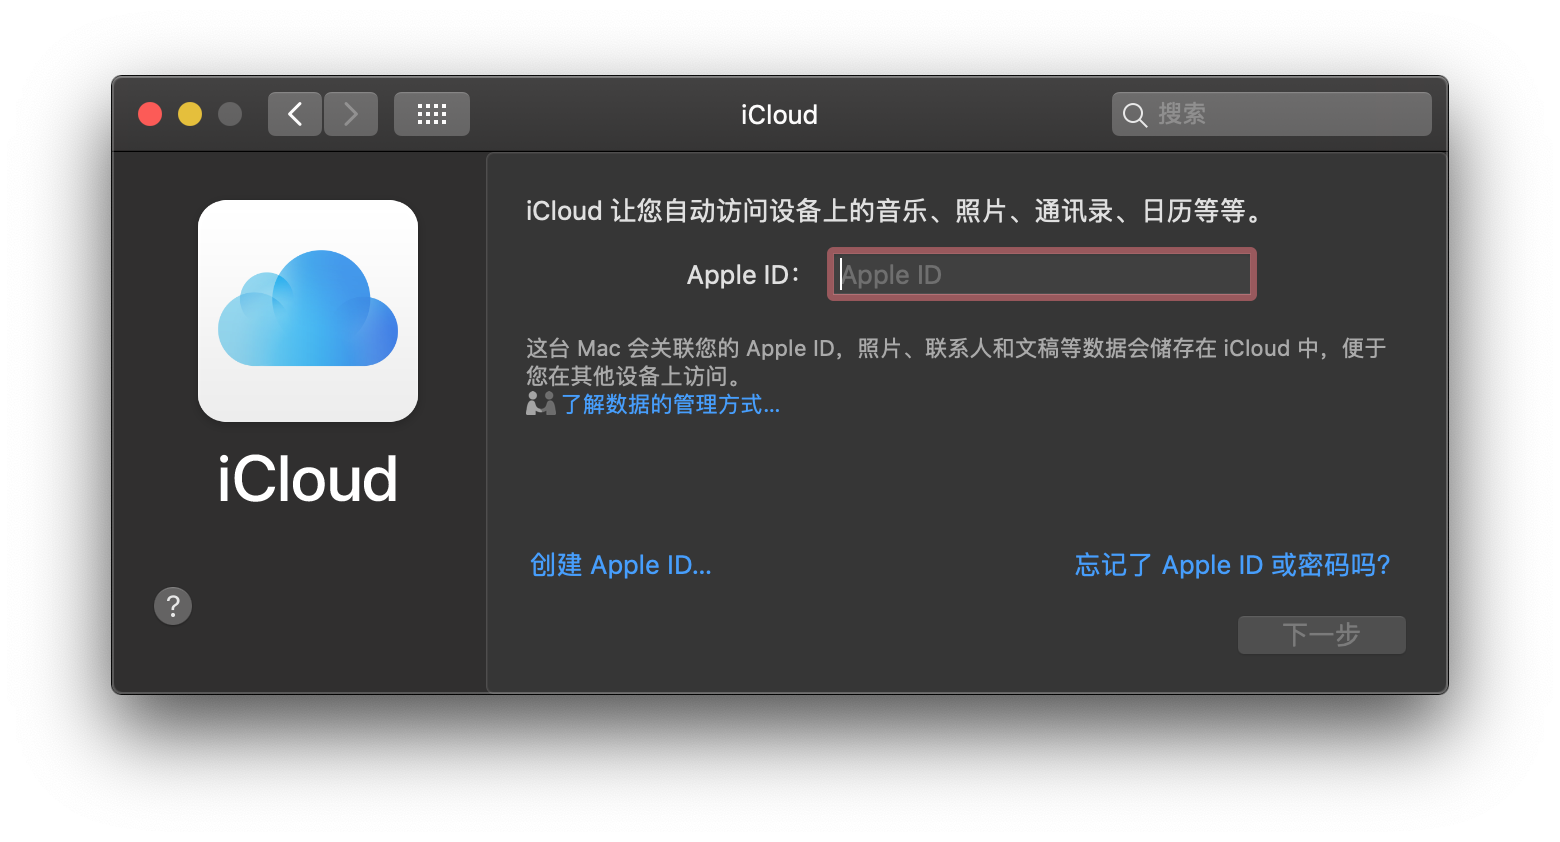 iCloud
搜索
iCloud
?
iCloud 让您自动访问设备上的音乐、照片、通讯录、日历等等。
Apple ID：
Apple ID
这台 Mac 会关联您的 Apple ID，照片、联系人和文稿等数据会储存在 iCloud 中，便于
您在其他设备上访问。
了解数据的管理方式...
创建 Apple ID...
忘记了 Apple ID 或密码吗?
下一步